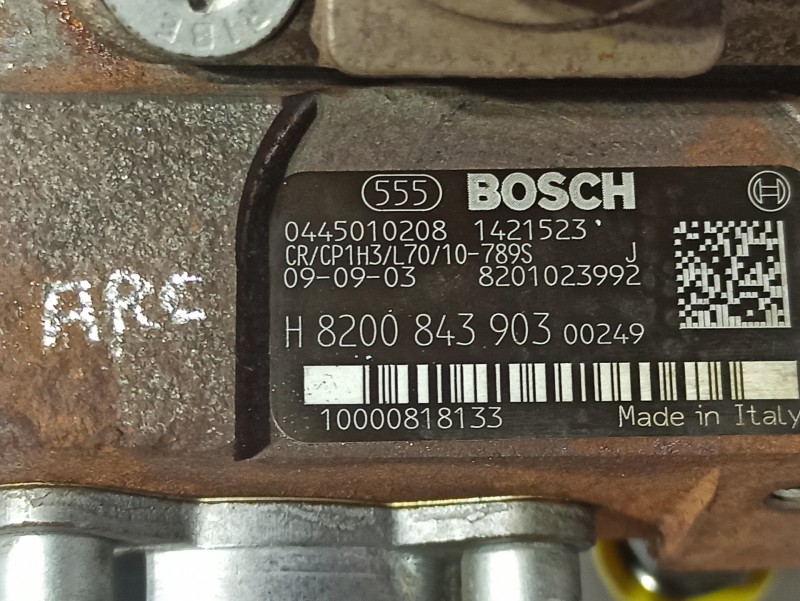 555 BOSCH H
0445010208 1421523
CR/CP1H3/L70/10-789S J
09-09-03 8201023992
H 8200 843 903 00249
10000818133 Made in Italy
ARC